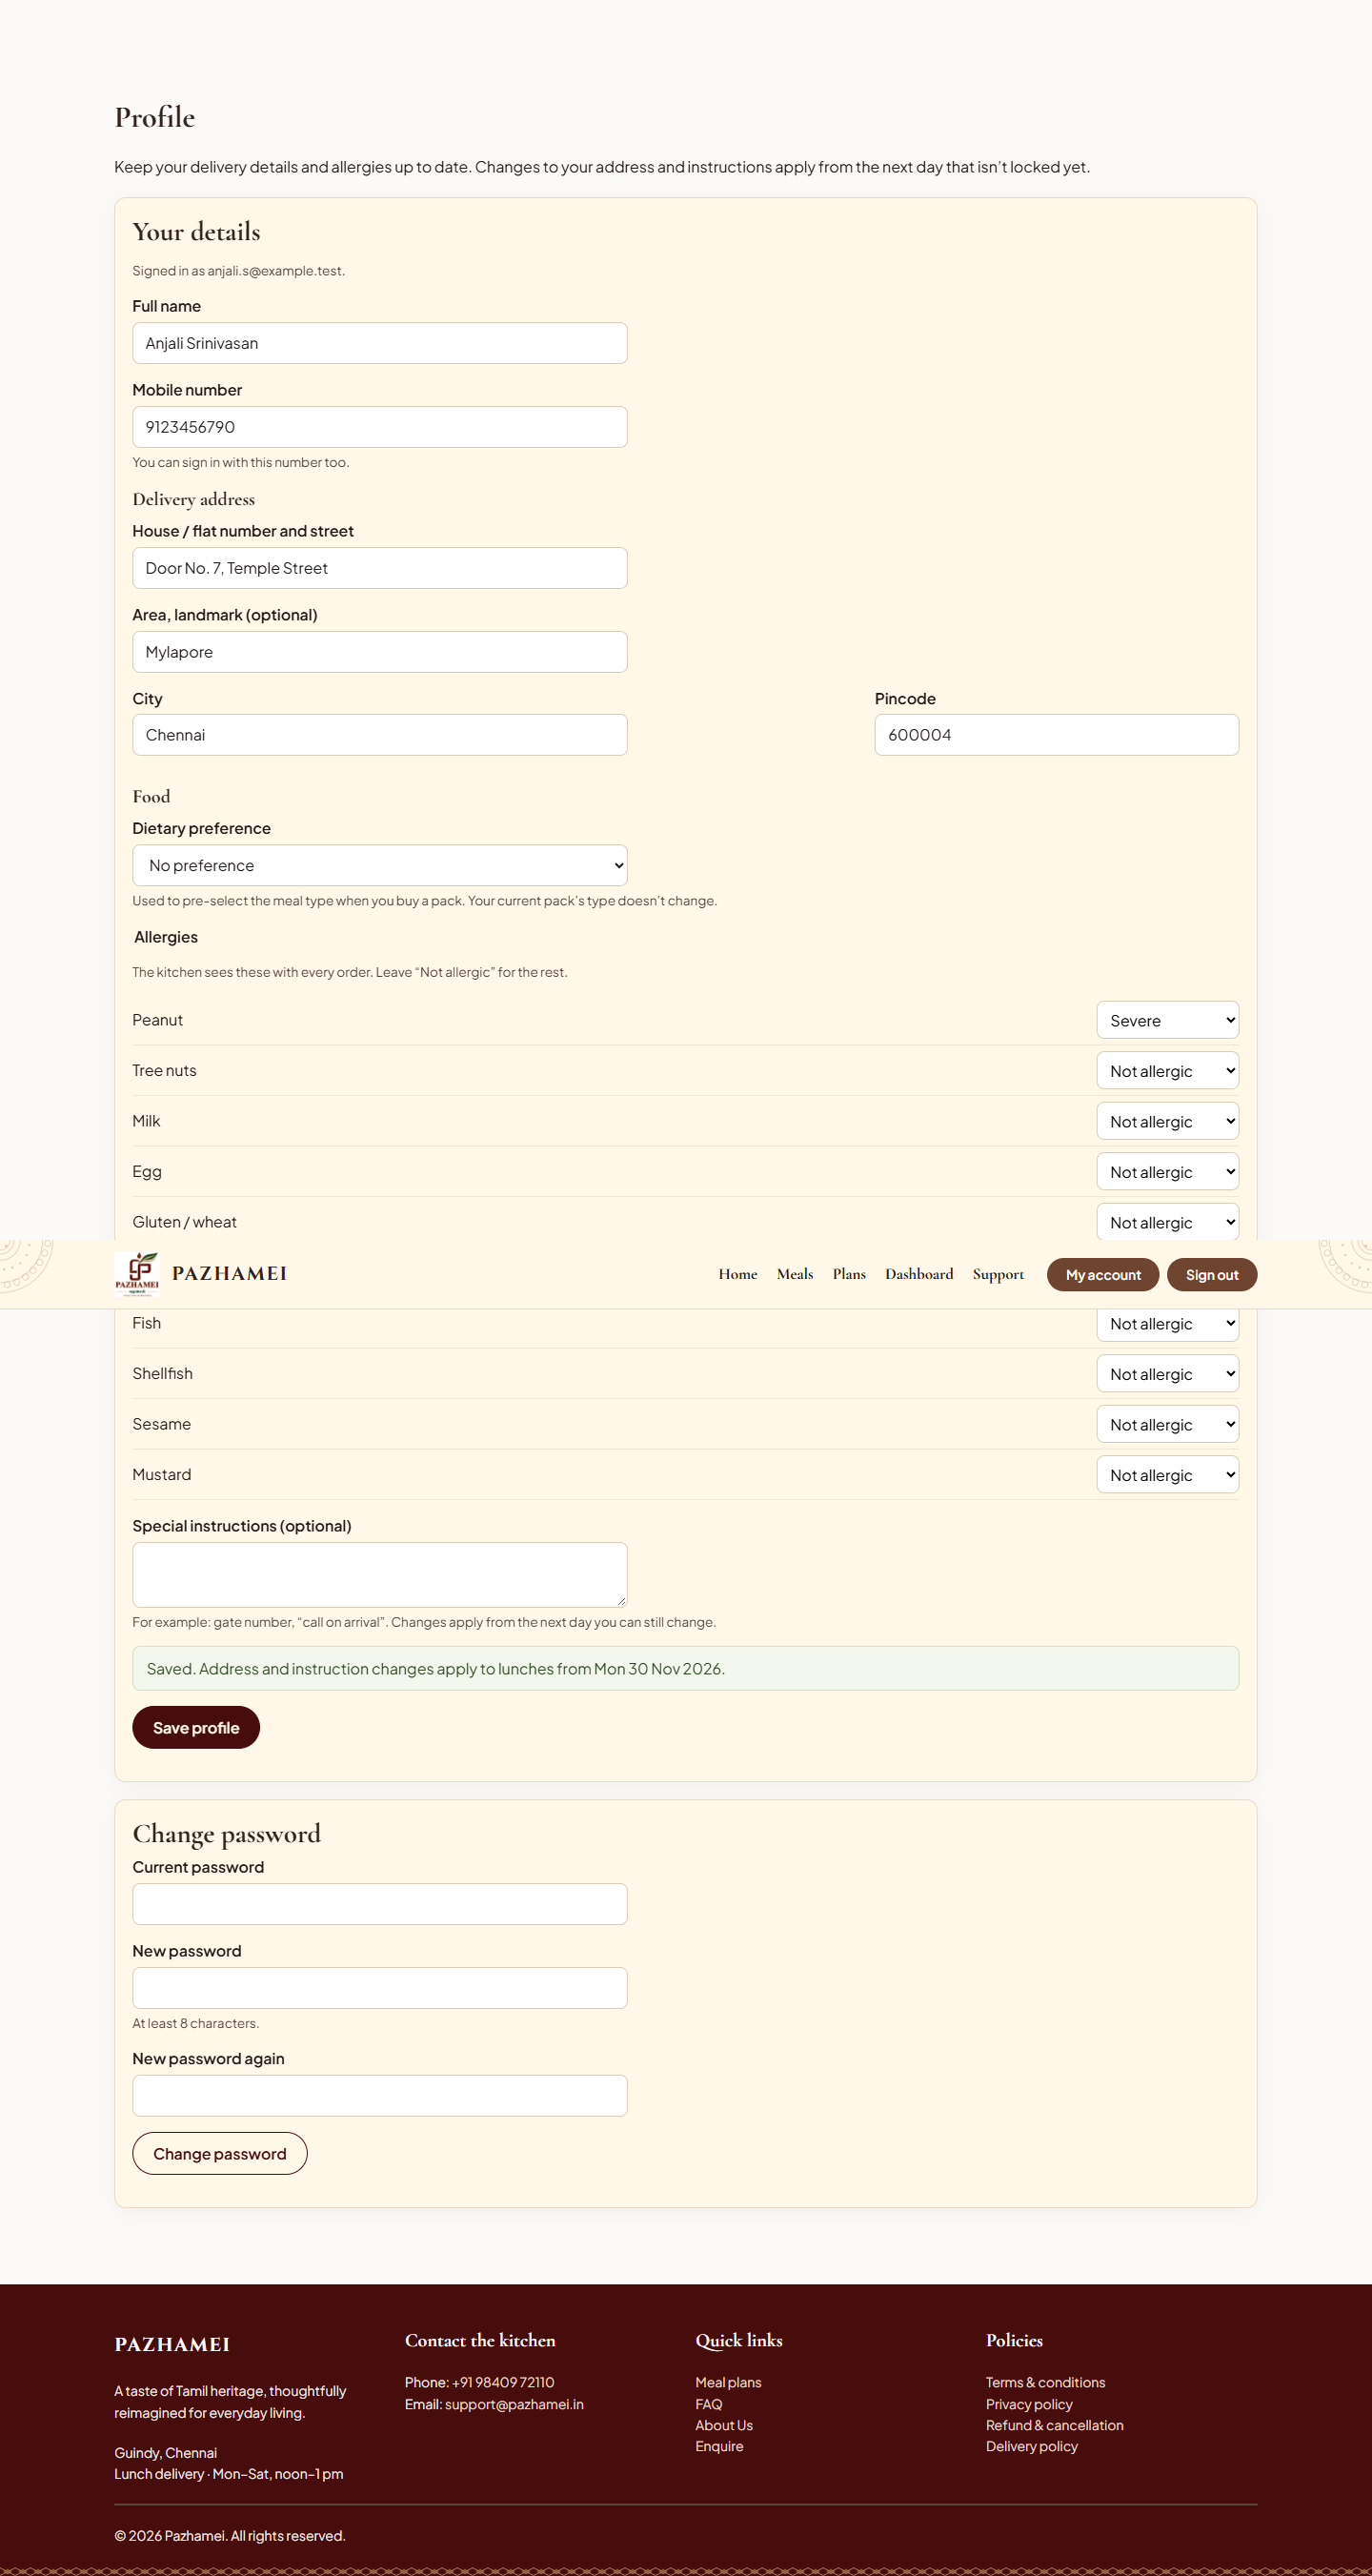 Profile
Keep your delivery details and allergies up to date. Changes to your address and instructions apply from the next day that isn’t locked yet.
Your details
Signed in as anjali.s@example.test.
Full name
Anjali Srinivasan
Mobile number
9123456790
You can sign in with this number too.
Delivery address
House / flat number and street
Door No. 7, Temple Street
Area, landmark (optional)
Mylapore
City Pincode
Chennai 600004
Food
Dietary preference
No preference
Used to pre-select the meal type when you buy a pack. Your current pack’s type doesn’t change.
Allergies
The kitchen sees these with every order. Leave “Not allergic” for the rest.
Peanut Severe
Tree nuts Not allergic
Milk Not allergic
Egg Not allergic
Gluten / wheat Not allergic
PAZHAMEI PAZHAMEI Home Meals Plans Dashboard Support My account Sign out
Fish Not allergic
Shellfish Not allergic
Sesame Not allergic
Mustard Not allergic
Special instructions (optional)
For example: gate number, “call on arrival”. Changes apply from the next day you can still change.
Saved. Address and instruction changes apply to lunches from Mon 30 Nov 2026.
Save profile
Change password
Current password
New password
At least 8 characters.
New password again
Change password
PAZHAMEI
A taste of Tamil heritage, thoughtfully
reimagined for everyday living.
Guindy, Chennai
Lunch delivery · Mon–Sat, noon–1 pm
Contact the kitchen
Phone: +91 98409 72110
Email: support@pazhamei.in
Quick links
Meal plans
FAQ
About Us
Enquire
Policies
Terms & conditions
Privacy policy
Refund & cancellation
Delivery policy
© 2026 Pazhamei. All rights reserved.